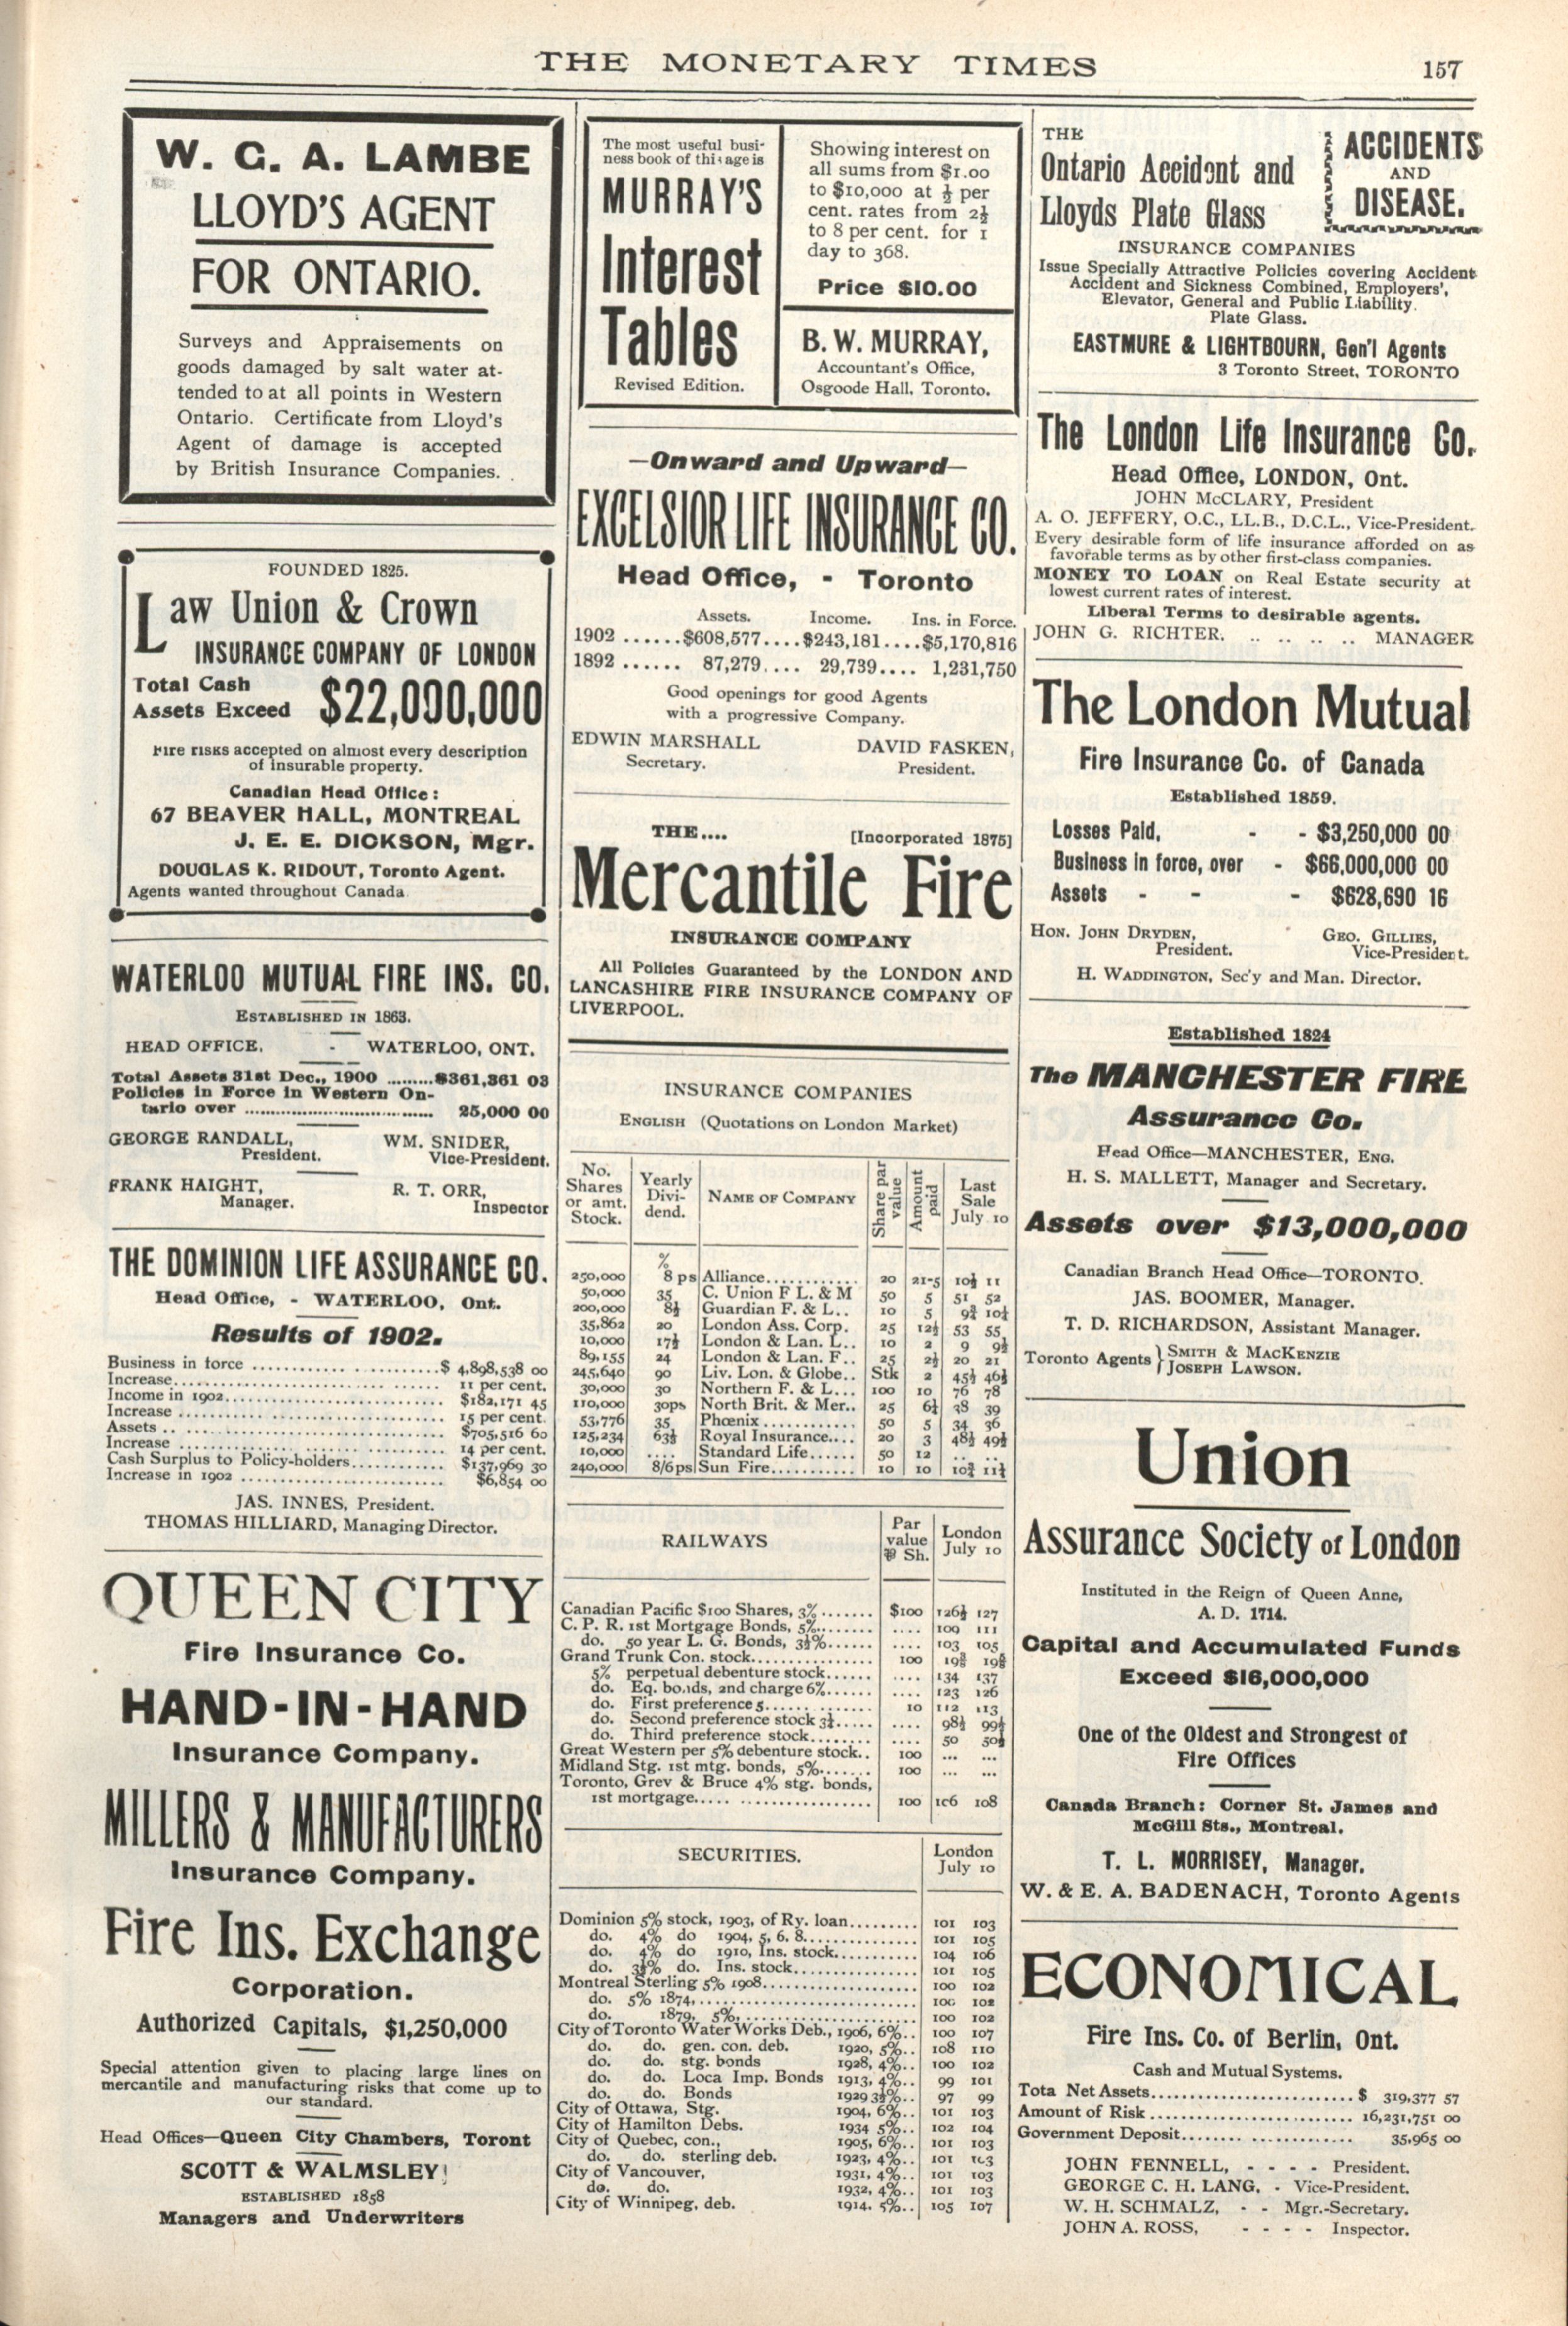 THE MONETARY TIMES 157
W. G. A. LAMBE
LLOYD'S AGENT
FOR ONTARIO.
Surveys and Appraisements on
goods damaged by salt water at-
tended to at all points in Western
Ontario. Certificate from Lloyd's
Agent of damage is accepted
by British Insurance Companies.
FOUNDED 1825.
Law Union & Crown
INSURANCE COMPANY OF LONDON
Total Cash
Assets Exceed $22,000,000
Fire risks accepted on almost every description
of insurable property.
Canadian Head Office:
67 BEAVER HALL, MONTREAL
J. E. E. DICKSON, Mgr.
DOUGLAS K. RIDOUT, Toronto Agent.
Agents wanted throughout Canada
WATERLOO MUTUAL FIRE INS. CO.
ESTABLISHED IN 1863.
HEAD OFFICE, - WATERLOO, ONT.
Total Assets 31st Dec., 1900 .........$361,361 03
Policies in Force in Western On-
tario over .................................... 25,000 00
GEORGE RANDALL, WM. SNIDER,
President. Vice-President.
FRANK HAIGHT, R. T. ORR,
Manager. Inspector
THE DOMINION LIFE ASSURANCE CO.
Head Office, - WATERLOO, Ont.
Results of 1902.
Business in force ............................$ 4,898,538 00
Increase........................................ 11 per cent.
Income in 1902................................ $182,171 45
Increase ........................................ 15 per cent.
Assets .. ........................................ $705,516 60
Increase ........................................ 14 per cent.
Cash Surplus to Policy-holders............ $137,969 30
Increase in 1902 .............................. $6,854 00
JAS. INNES, President.
THOMAS HILLIARD, Managing Director.
QUEEN CITY
Fire Insurance Co.
HAND-IN-HAND
Insurance Company.
MILLERS & MANUFACTURERS
Insurance Company.
Fire Ins. Exchange
Corporation.
Authorized Capitals, $1,250,000
Special attention given to placing large lines on
mercantile and manufacturing risks that come up to
our standard.
Head Offices—Queen City Chambers, Toront
SCOTT & WALMSLEY
ESTABLISHED 1858
Managers and Underwriters
The most useful busi-
ness book of this age is
MURRAY'S
Interest
Tables
Revised Edition.
Showing interest on
all sums from $1.00
to $10,000 at ½ per
cent. rates from 2½
to 8 per cent. for 1
day to 368.
Price $10.00
B. W. MURRAY,
Accountant's Office,
Osgoode Hall, Toronto.
—Onward and Upward—
EXCELSIOR LIFE INSURANCE CO.
Head Office, - Toronto
Assets. Income. Ins. in Force.
1902 ......$608,577....$243,181....$5,170,816
1892 ...... 87,279.... 29,739.... 1,231,750
Good openings for good Agents
with a progressive Company.
EDWIN MARSHALL DAVID FASKEN,
Secretary. President.
THE.... [Incorporated 1875]
Mercantile Fire
INSURANCE COMPANY
All Policies Guaranteed by the LONDON AND
LANCASHIRE FIRE INSURANCE COMPANY OF
LIVERPOOL.
INSURANCE COMPANIES
ENGLISH (Quotations on London Market)
No. Shares or amt. Stock. Yearly Divi- dend. NAME OF COMPANY Share par value Amount paid Last Sale July 10
%
250,000 8 ps Alliance............ 20 21-5 10½ 11
50,000 35 C. Union F. L. & M 50 5 51 52
200,000 8½ Guardian F. & L.. 10 5 9¾ 10¼
35,862 20 London Ass. Corp. 25 12½ 53 55
10,000 17½ London & Lan. L.. 10 2 9 9½
89,155 24 London & Lan. F.. 25 2½ 20 21
245,640 90 Liv. Lon. & Globe.. Stk 2 45½ 46½
30,000 30 Northern F. & L... 100 10 76 78
110,000 30ps North Brit. & Mer.. 25 6¼ 38 39
53,776 35 Phœnix ............ 50 5 34 36
125,234 63½ Royal Insurance.... 20 3 48½ 49½
10,000 .... Standard Life...... 50 12 .. ..
240,000 8/6ps Sun Fire........... 10 10 10¾ 11¼
RAILWAYS Par value ⅌ Sh. London July 10
Canadian Pacific $100 Shares, 3%....... $100 126½ 127
C. P. R. 1st Mortgage Bonds, 5%........ .... 109 111
do. 50 year L. G. Bonds, 3½%...... .... 103 105
Grand Trunk Con. stock............... 100 19⅝ 19⅞
5% perpetual debenture stock...... .... 134 137
do. Eq. bonds, 2nd charge 6%...... .... 123 126
do. First preference 5.............. 10 112 113
do. Second preference stock 3¼..... .... 98½ 99½
do. Third preference stock........ .... 50 50½
Great Western per 5% debenture stock.. 100 ... ...
Midland Stg. 1st mtg. bonds, 5%....... 100 ... ...
Toronto, Grey & Bruce 4% stg. bonds,
1st mortgage..................... 100 106 108
SECURITIES. London July 10
Dominion 5% stock, 1903, of Ry. loan......... 101 103
do. 4% do 1904, 5, 6, 8............... 101 105
do. 4% do 1910, Ins. stock........... 104 106
do. 3½% do. Ins. stock................ 101 105
Montreal Sterling 5% 1908...................... 100 102
do. 5% 1874,.............................. 100 102
do. 1879, 5%,....................... 100 102
City of Toronto Water Works Deb., 1906, 6%.. 100 107
do. do. gen. con. deb. 1920, 5%.. 108 110
do. do. stg. bonds 1928, 4%.. 100 102
do. do. Loca Imp. Bonds 1913, 4%.. 99 101
do. do. Bonds 1929 3½%.. 97 99
City of Ottawa, Stg. 1904, 6%.. 101 103
City of Hamilton Debs. 1934 5%.. 102 104
City of Quebec, con., 1905, 6%.. 101 103
do. do. sterling deb. 1923, 4%.. 101 103
City of Vancouver, 1931, 4%.. 101 103
do. do. 1932, 4%.. 101 103
City of Winnipeg, deb. 1914, 5%.. 105 107
THE
Ontario Accident and
Lloyds Plate Glass
ACCIDENTS
AND
DISEASE.
INSURANCE COMPANIES
Issue Specially Attractive Policies covering Accident
Accident and Sickness Combined, Employers',
Elevator, General and Public Liability.
Plate Glass.
EASTMURE & LIGHTBOURN, Gen'l Agents
3 Toronto Street, TORONTO
The London Life Insurance Co.
Head Office, LONDON, Ont.
JOHN McCLARY, President
A. O. JEFFERY, O.C., LL.B., D.C.L., Vice-President.
Every desirable form of life insurance afforded on as
favorable terms as by other first-class companies.
MONEY TO LOAN on Real Estate security at
lowest current rates of interest.
Liberal Terms to desirable agents.
JOHN G. RICHTER. .. .. .. .. MANAGER
The London Mutual
Fire Insurance Co. of Canada
Established 1859.
Losses Paid, - - $3,250,000 00
Business in force, over - $66,000,000 00
Assets - - - $628,690 16
HON. JOHN DRYDEN, GEO. GILLIES,
President. Vice-President.
H. WADDINGTON, Sec'y and Man. Director.
Established 1824
The MANCHESTER FIRE
Assurance Co.
Head Office—MANCHESTER, ENG.
H. S. MALLETT, Manager and Secretary.
Assets over $13,000,000
Canadian Branch Head Office—TORONTO.
JAS. BOOMER, Manager.
T. D. RICHARDSON, Assistant Manager.
Toronto Agents } SMITH & MACKENZIE
JOSEPH LAWSON.
Union
Assurance Society of London
Instituted in the Reign of Queen Anne,
A. D. 1714.
Capital and Accumulated Funds
Exceed $16,000,000
One of the Oldest and Strongest of
Fire Offices
Canada Branch: Corner St. James and
McGill Sts., Montreal.
T. L. MORRISEY, Manager.
W. & E. A. BADENACH, Toronto Agents
ECONOMICAL
Fire Ins. Co. of Berlin, Ont.
Cash and Mutual Systems.
Tota Net Assets.............................$ 319,377 57
Amount of Risk ............................. 16,231,751 00
Government Deposit........................ 35,965 00
JOHN FENNELL, - - - - President.
GEORGE C. H. LANG, - Vice-President.
W. H. SCHMALZ, - - Mgr.-Secretary.
JOHN A. ROSS, - - - - Inspector.